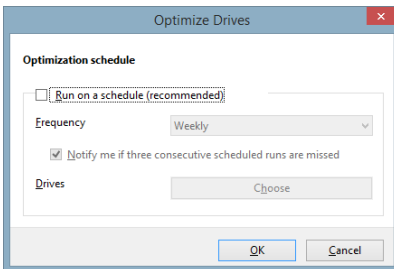 Optimize Drives
Optimization schedule
Run on a schedule (recommended)
Frequency
Weekly
Notify me if three consecutive scheduled runs are missed
Drives
Choose
OK
Cancel